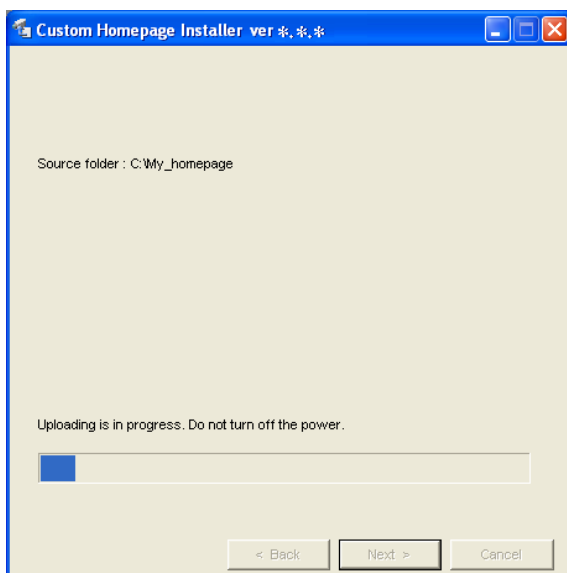 Custom Homepage Installer ver *.*.*
Source folder : C:\My_homepage
Uploading is in progress. Do not turn off the power.
< Back Next > Cancel